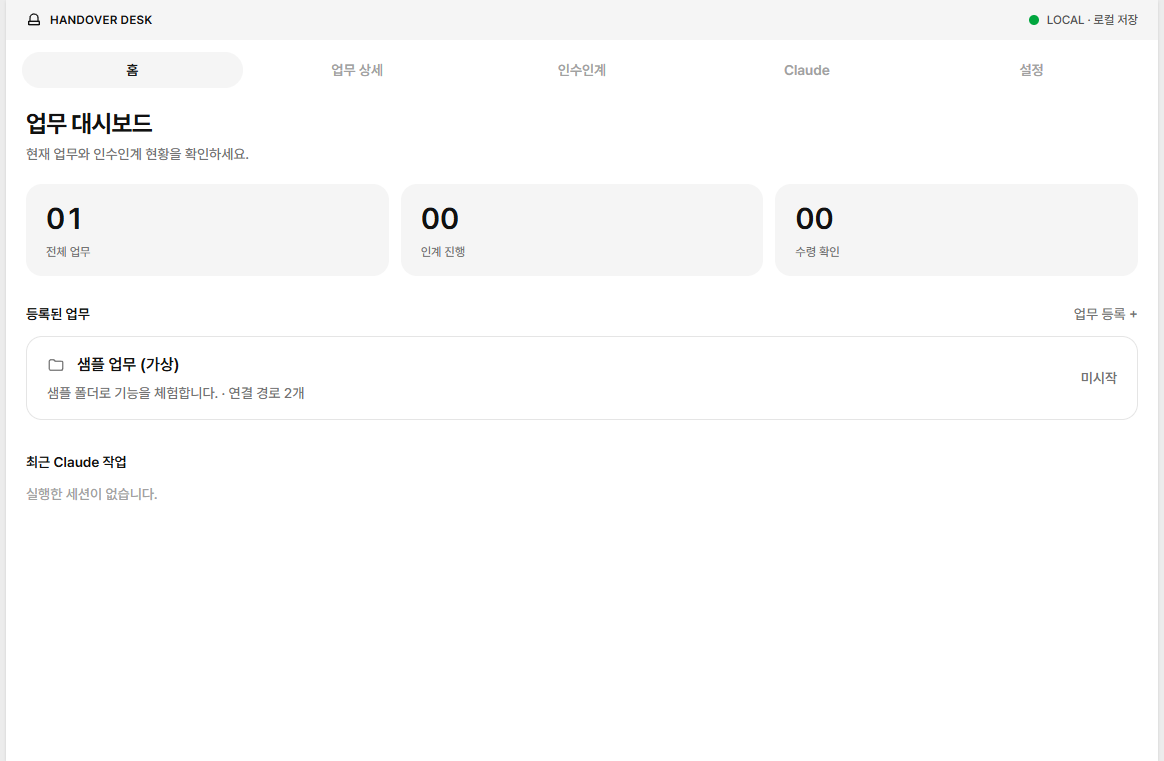 HANDOVER DESK
LOCAL · 로컬 저장
홈
업무 상세
인수인계
Claude
설정
업무 대시보드
현재 업무와 인수인계 현황을 확인하세요.
01
전체 업무
00
인계 진행
00
수령 확인
등록된 업무
업무 등록 +
샘플 업무 (가상)
샘플 폴더로 기능을 체험합니다. · 연결 경로 2개
미시작
최근 Claude 작업
실행한 세션이 없습니다.